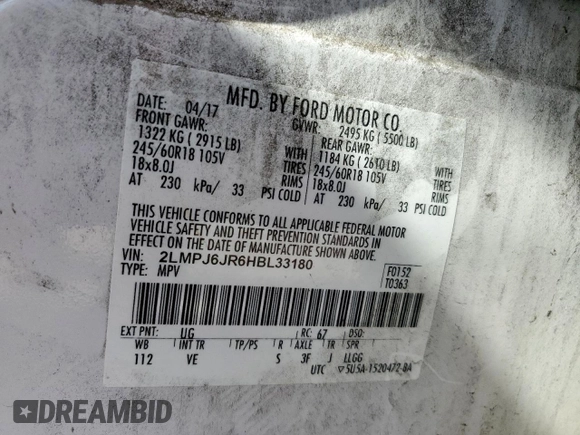 MFD. BY FORD MOTOR CO.
DATE: 04/17 GVWR: 2495 KG (5500 LB)
FRONT GAWR: REAR GAWR:
1322 KG (2915 LB) WITH 1184 KG (2610 LB) WITH
245/60R18 105V TIRES 245/60R18 105V TIRES
18x8.0J RIMS 18x8.0J RIMS
AT 230 kPa/ 33 PSI COLD AT 230 kPa/ 33 PSI COLD
THIS VEHICLE CONFORMS TO ALL APPLICABLE FEDERAL MOTOR
VEHICLE SAFETY AND THEFT PREVENTION STANDARDS IN
EFFECT ON THE DATE OF MANUFACTURE SHOWN ABOVE.
VIN: 2LMPJ6JR6HBL33180 F0152
TYPE: MPV T0363
EXT PNT: UG RC: 67 DSO:
WB INT TR TP/PS R AXLE TR SPR
112 VE S 3F J LLGG
UTC ▽5U5A-1520472-BA
DREAMBID